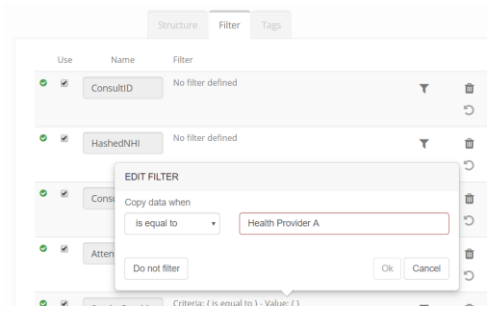 Structure Filter Tags
Use Name Filter
ConsultID No filter defined
HashedNHI No filter defined
EDIT FILTER
Copy data when
is equal to Health Provider A
Do not filter Ok Cancel
Criteria: ( is equal to ) - Value: ( )